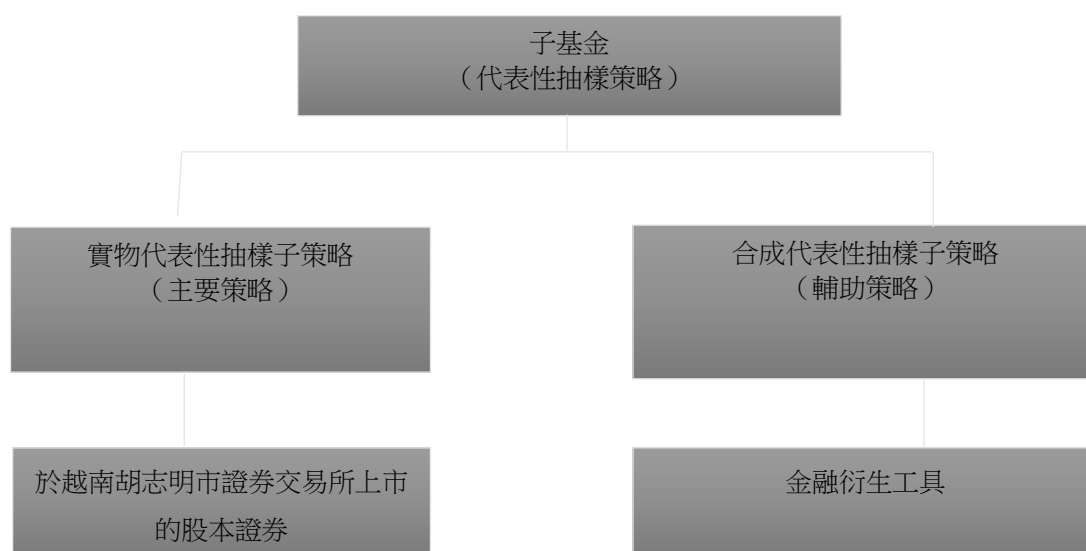 子基金
（代表性抽樣策略）
實物代表性抽樣子策略
（主要策略）
合成代表性抽樣子策略
（輔助策略）
於越南胡志明市證券交易所上市
的股本證券
金融衍生工具